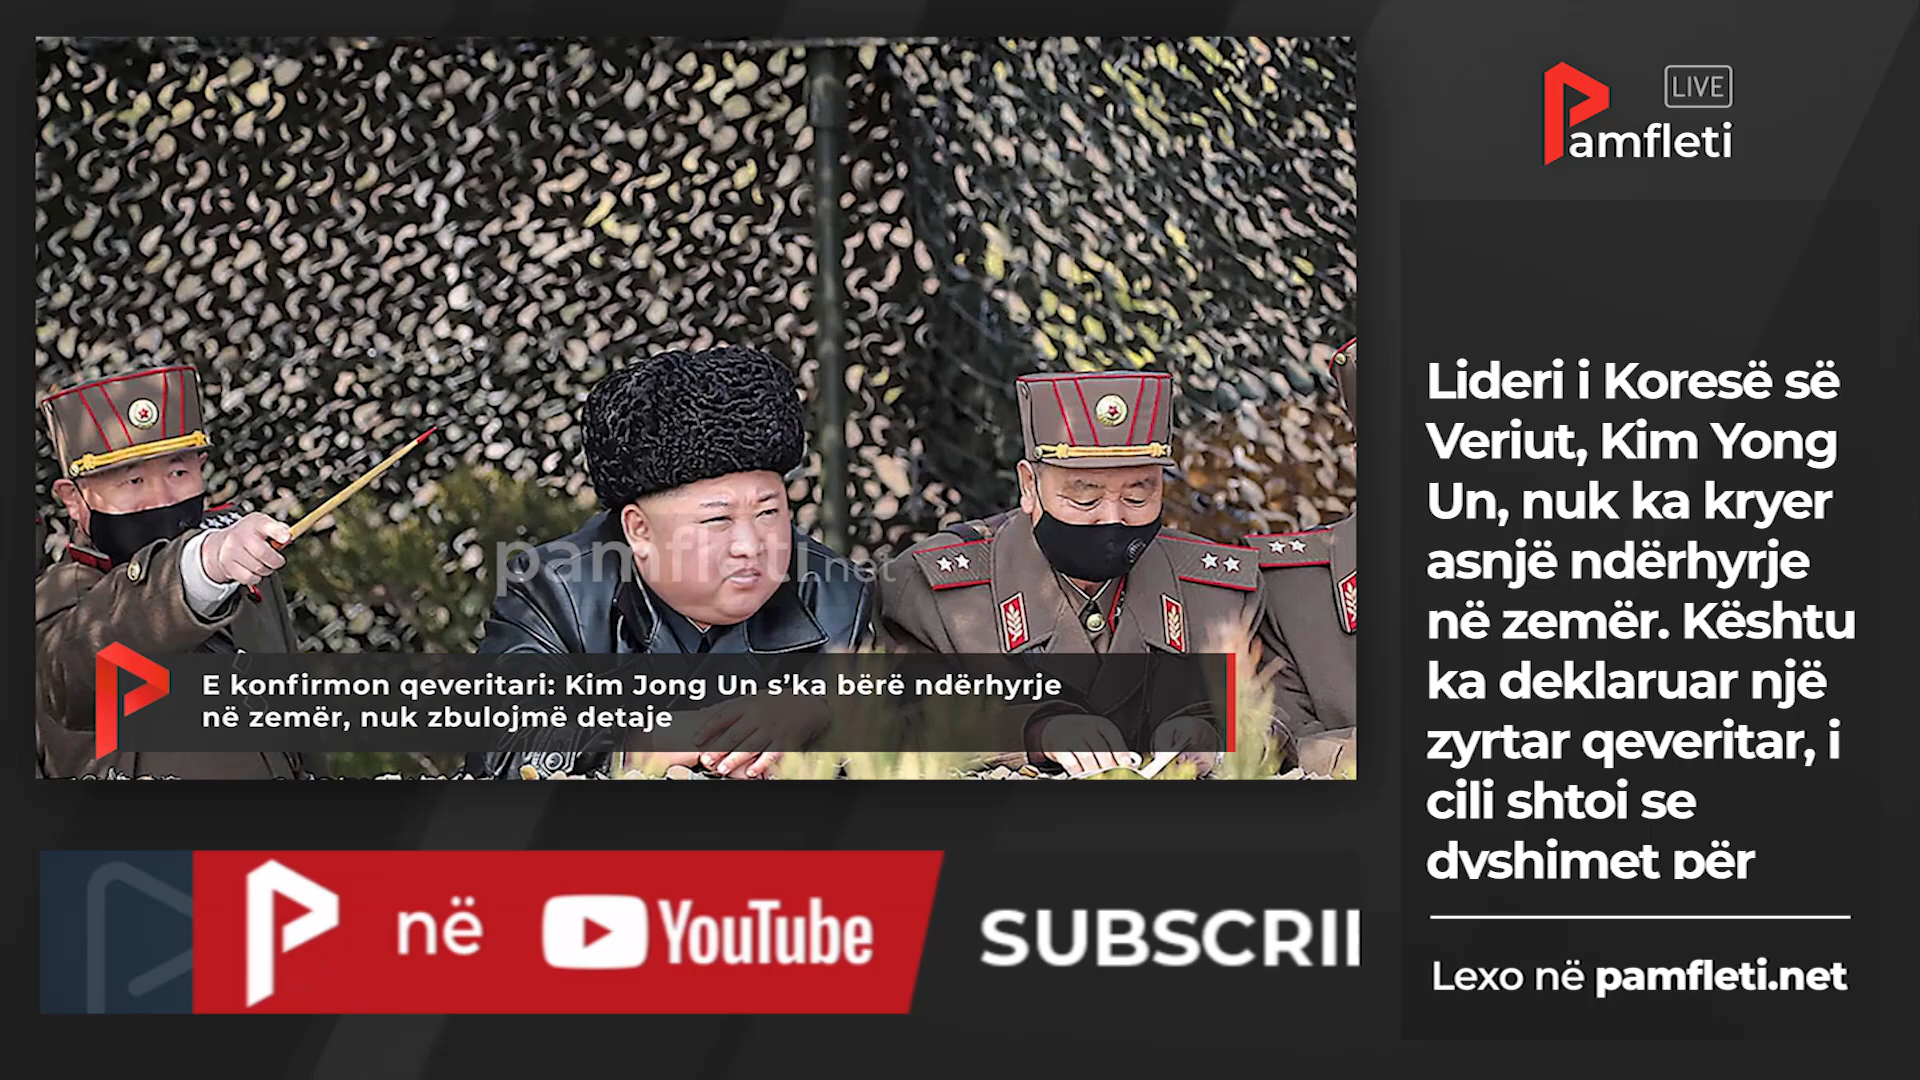 LIVE
Pamfleti
pamfleti.net
E konfirmon qeveritari: Kim Jong Un s’ka bërë ndërhyrje
në zemër, nuk zbulojmë detaje
Lideri i Koresë së
Veriut, Kim Yong
Un, nuk ka kryer
asnjë ndërhyrje
në zemër. Kështu
ka deklaruar një
zyrtar qeveritar, i
cili shtoi se
dyshimet për
Lexo në pamfleti.net
P në YouTube
SUBSCRI